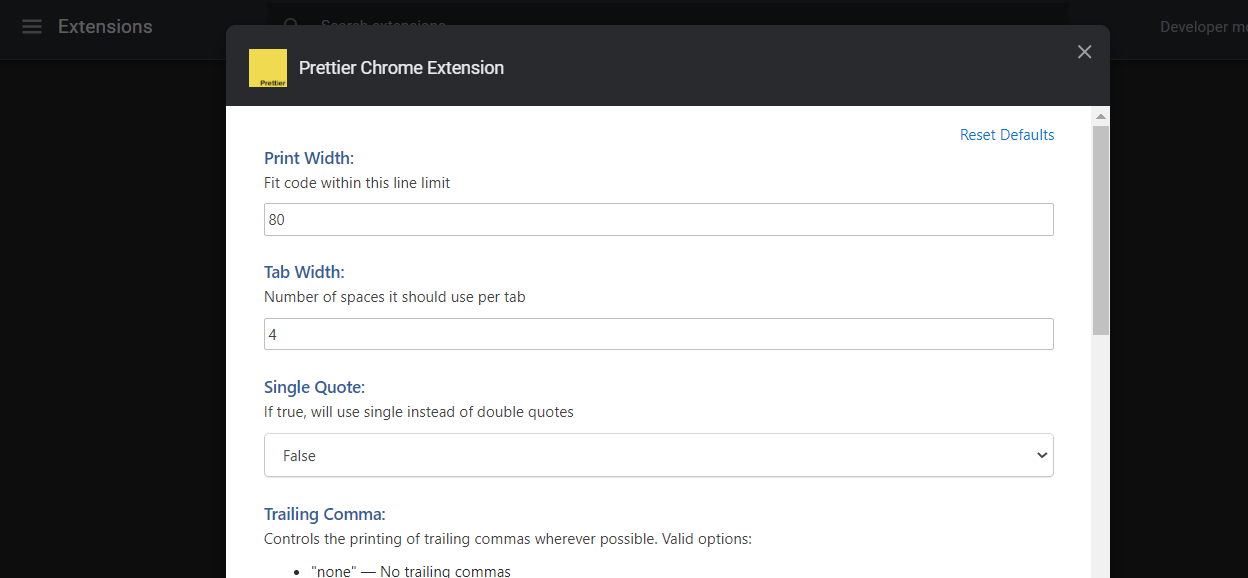 Extensions
Search extensions
Developer mo
Prettier
Prettier Chrome Extension
Reset Defaults
Print Width:
Fit code within this line limit
80
Tab Width:
Number of spaces it should use per tab
4
Single Quote:
If true, will use single instead of double quotes
False
Trailing Comma:
Controls the printing of trailing commas wherever possible. Valid options:
• "none" — No trailing commas